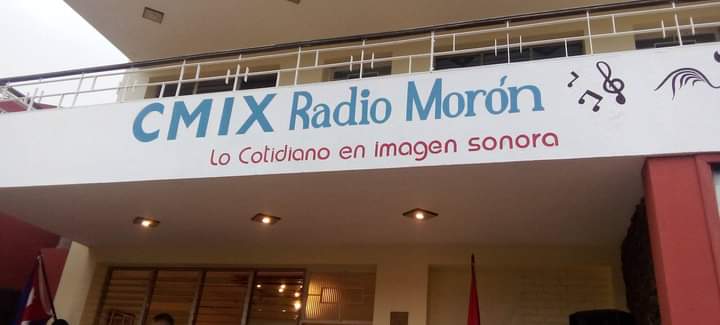 CMIX Radio Morón
Lo Cotidiano en imagen sonora